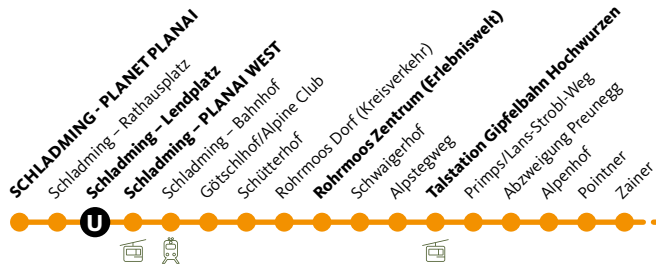 SCHLADMING - PLANET PLANAI
Schladming – Rathausplatz
Schladming – Lendplatz
Schladming – PLANAI WEST
Schladming – Bahnhof
Götschlhof/Alpine Club
Schütterhof
Rohrmoos Dorf (Kreisverkehr)
Rohrmoos Zentrum (Erlebniswelt)
Schwaigerhof
Alpstegweg
Talstation Gipfelbahn Hochwurzen
Primps/Lans-Strobl-Weg
Abzweigung Preunegg
Alpenhof
Pointner
Zainer
U